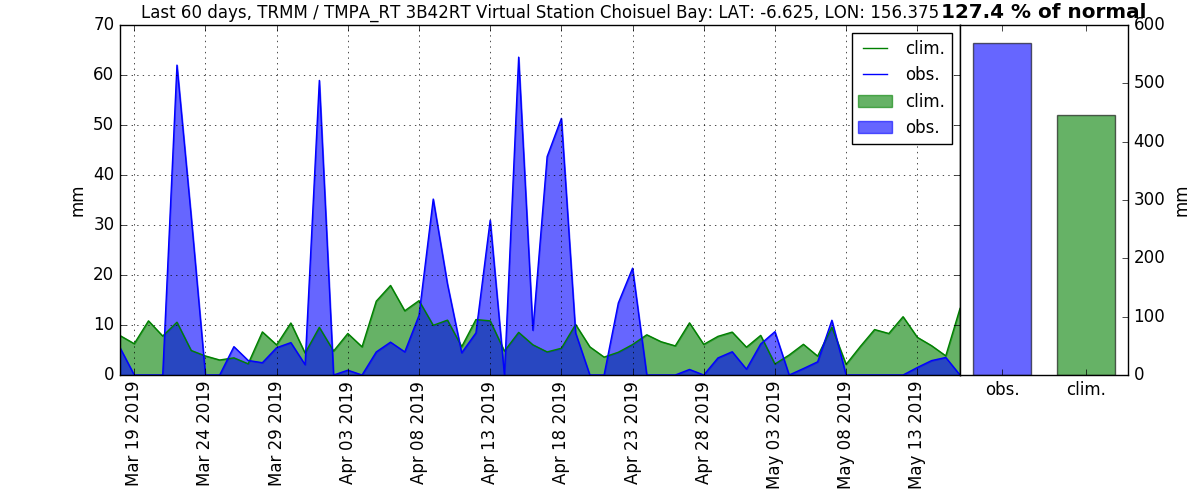 Last 60 days, TRMM / TMPA_RT 3B42RT Virtual Station Choisuel Bay: LAT: -6.625, LON: 156.375
127.4 % of normal
70
60
50
40
30
20
10
0
mm
clim.
obs.
clim.
obs.
Mar 19 2019
Mar 24 2019
Mar 29 2019
Apr 03 2019
Apr 08 2019
Apr 13 2019
Apr 18 2019
Apr 23 2019
Apr 28 2019
May 03 2019
May 08 2019
May 13 2019
600
500
400
300
200
100
0
mm
obs.
clim.